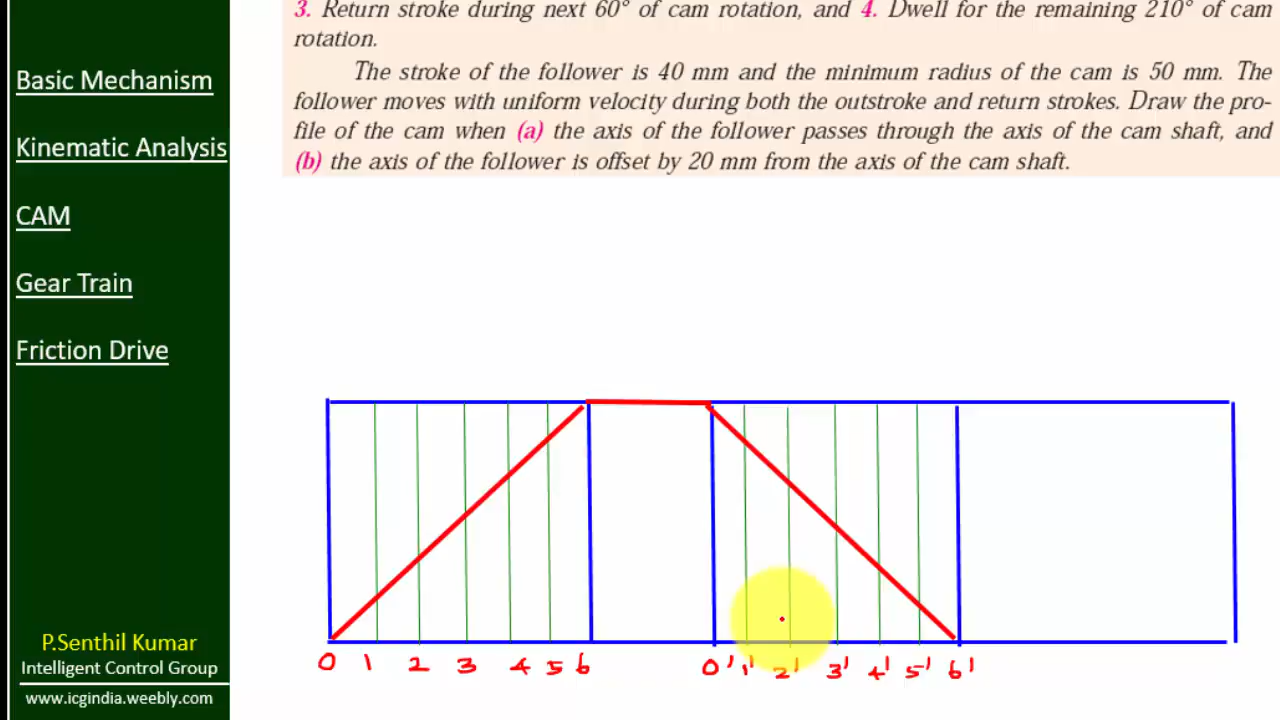 Basic Mechanism
Kinematic Analysis
CAM
Gear Train
Friction Drive
P.Senthil Kumar
Intelligent Control Group
www.icgindia.weebly.com
3. Return stroke during next 60° of cam rotation, and 4. Dwell for the remaining 210° of cam
rotation.
The stroke of the follower is 40 mm and the minimum radius of the cam is 50 mm. The
follower moves with uniform velocity during both the outstroke and return strokes. Draw the pro-
file of the cam when (a) the axis of the follower passes through the axis of the cam shaft, and
(b) the axis of the follower is offset by 20 mm from the axis of the cam shaft.
0 1 2 3 4 5 6 0' 1' 2' 3' 4' 5' 6'